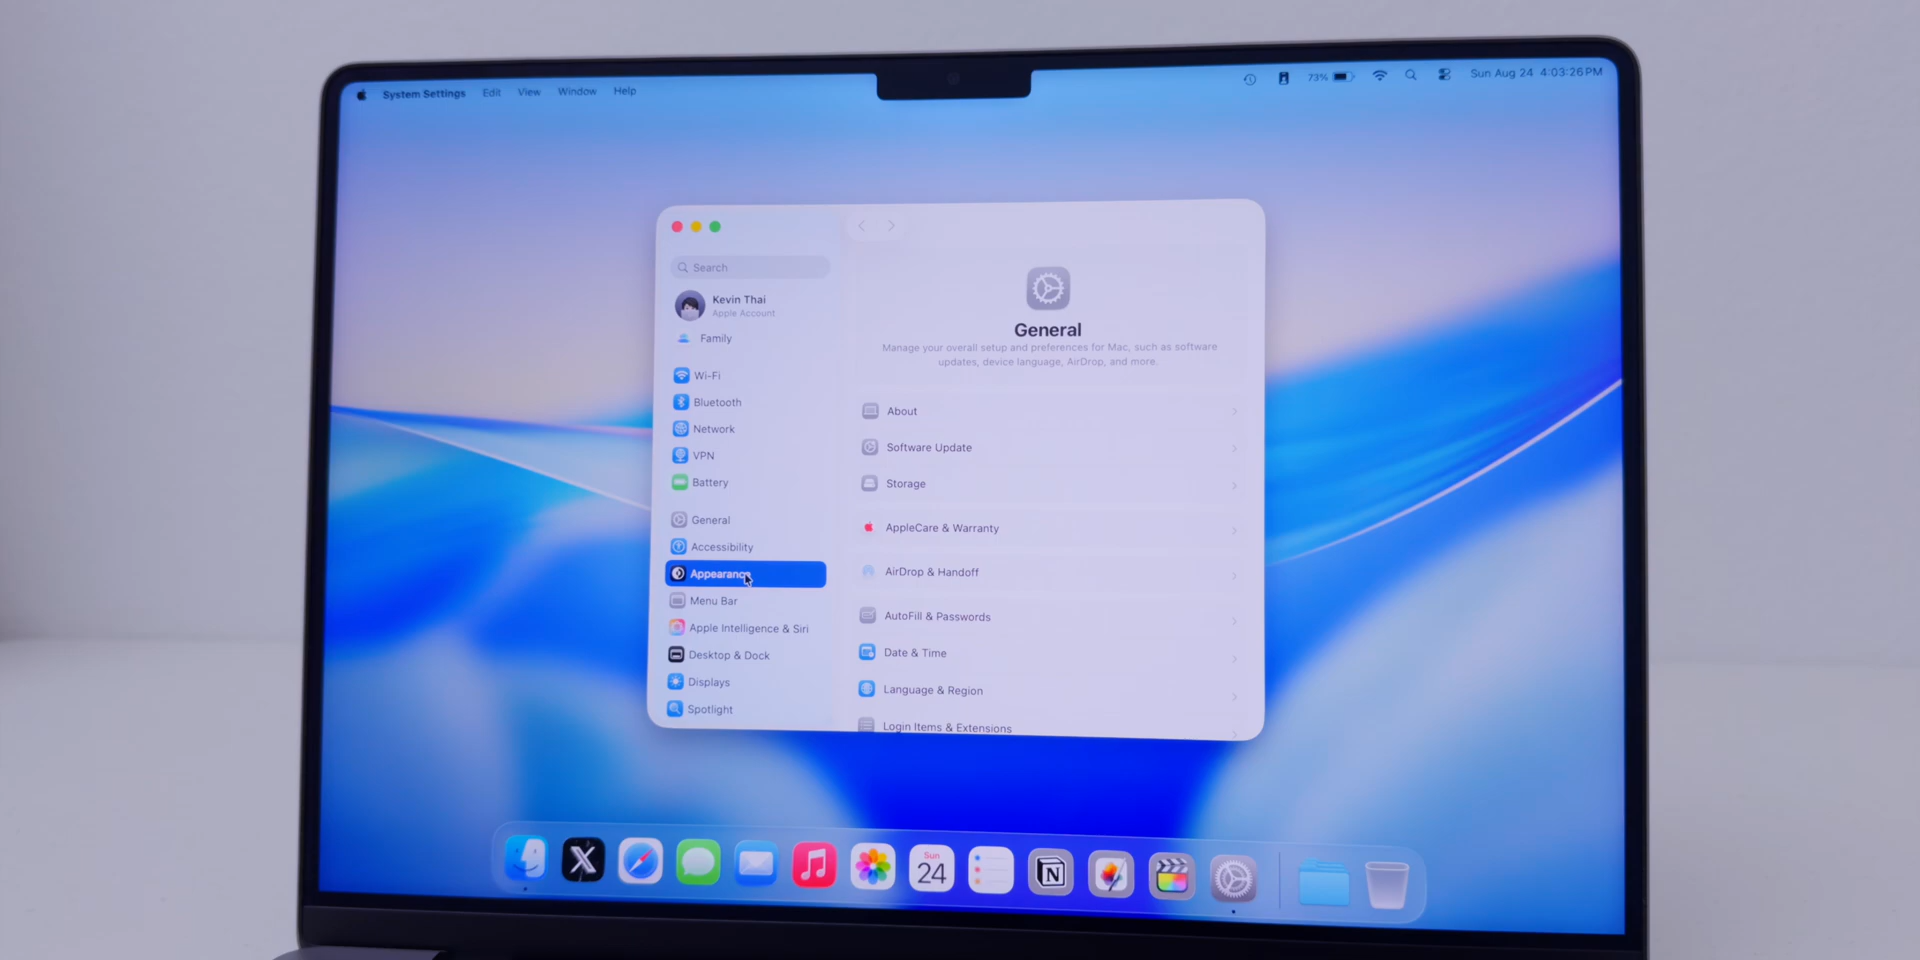 System Settings Edit View Window Help
73% Sun Aug 24 4:03:26 PM
Search
Kevin Thai
Apple Account
Family
Wi-Fi
Bluetooth
Network
VPN
Battery
General
Accessibility
Appearance
Menu Bar
Apple Intelligence & Siri
Desktop & Dock
Displays
Spotlight
General
Manage your overall setup and preferences for Mac, such as software
updates, device language, AirDrop, and more.
About
Software Update
Storage
AppleCare & Warranty
AirDrop & Handoff
AutoFill & Passwords
Date & Time
Language & Region
Login Items & Extensions
Sun
24